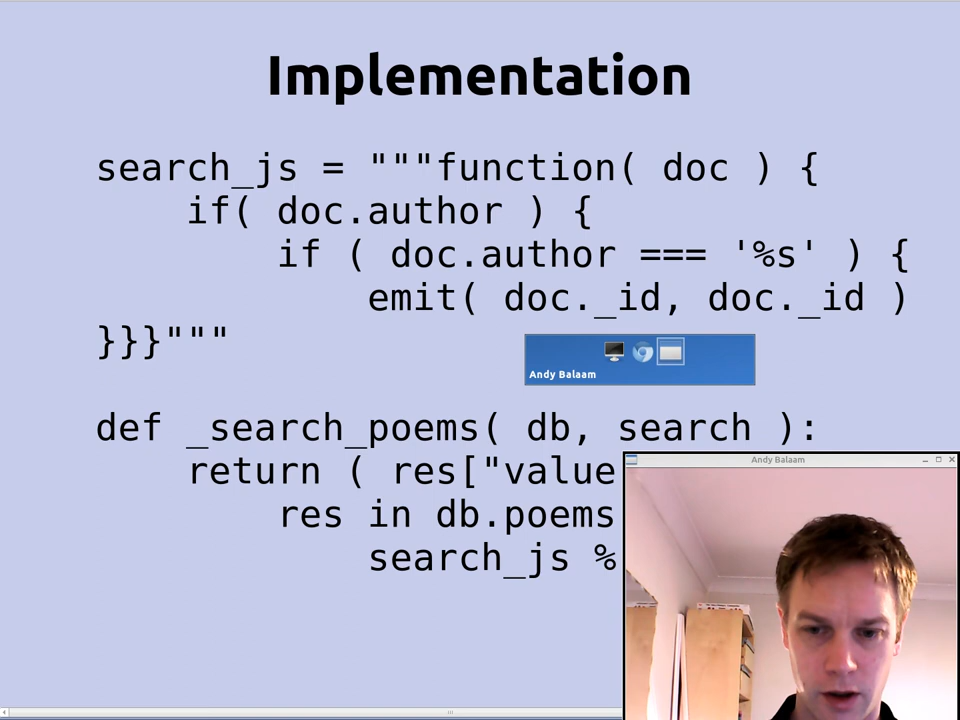 Implementation
search_js = """function( doc ) {
if( doc.author ) {
if ( doc.author === '%s' ) {
emit( doc._id, doc._id )
}}}"""
Andy Balaam
def _search_poems( db, search ):
return ( res["value
res in db.poems
search_js %
Andy Balaam